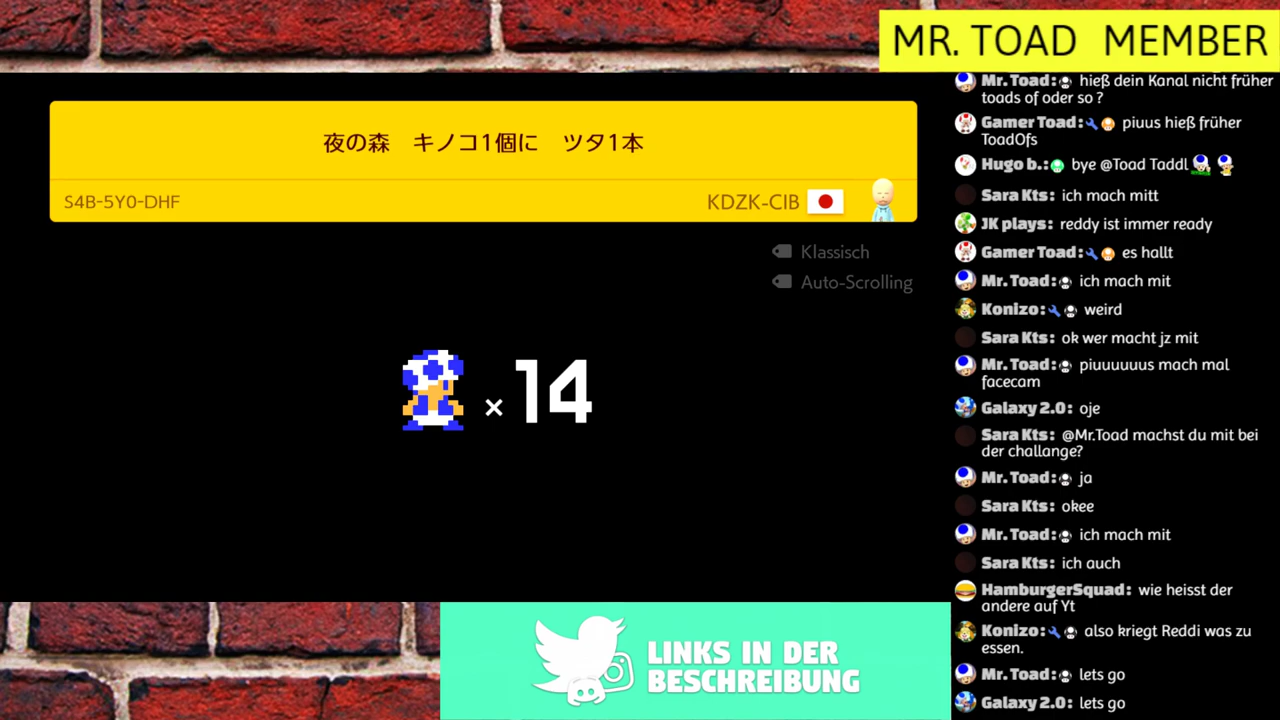 MR. TOAD MEMBER
夜の森　キノコ1個に　ツタ1本
S4B-5Y0-DHF
KDZK-CIB
Klassisch
Auto-Scrolling
× 14
LINKS IN DER
BESCHREIBUNG
Mr. Toad: hieß dein Kanal nicht früher
toads of oder so ?
Gamer Toad: piuus hieß früher
ToadOfs
Hugo b.: bye @Toad Taddl
Sara Kts: ich mach mitt
JK plays: reddy ist immer ready
Gamer Toad: es hallt
Mr. Toad: ich mach mit
Konizo: weird
Sara Kts: ok wer macht jz mit
Mr. Toad: piuuuuuus mach mal
facecam
Galaxy 2.0: oje
Sara Kts: @Mr.Toad machst du mit bei
der challange?
Mr. Toad: ja
Sara Kts: okee
Mr. Toad: ich mach mit
Sara Kts: ich auch
HamburgerSquad: wie heisst der
andere auf Yt
Konizo: also kriegt Reddi was zu
essen.
Mr. Toad: lets go
Galaxy 2.0: lets go